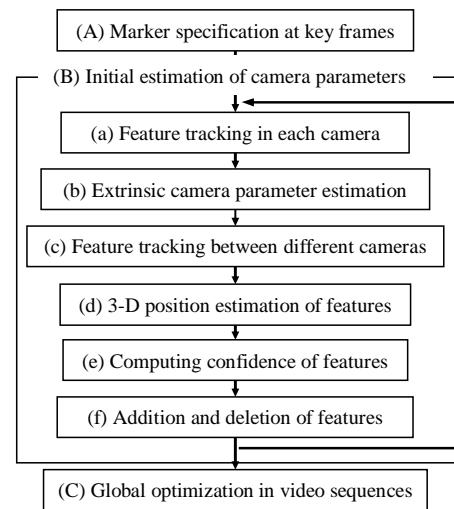 (A) Marker specification at key frames
(B) Initial estimation of camera parameters
(a) Feature tracking in each camera
(b) Extrinsic camera parameter estimation
(c) Feature tracking between different cameras
(d) 3-D position estimation of features
(e) Computing confidence of features
(f) Addition and deletion of features
(C) Global optimization in video sequences